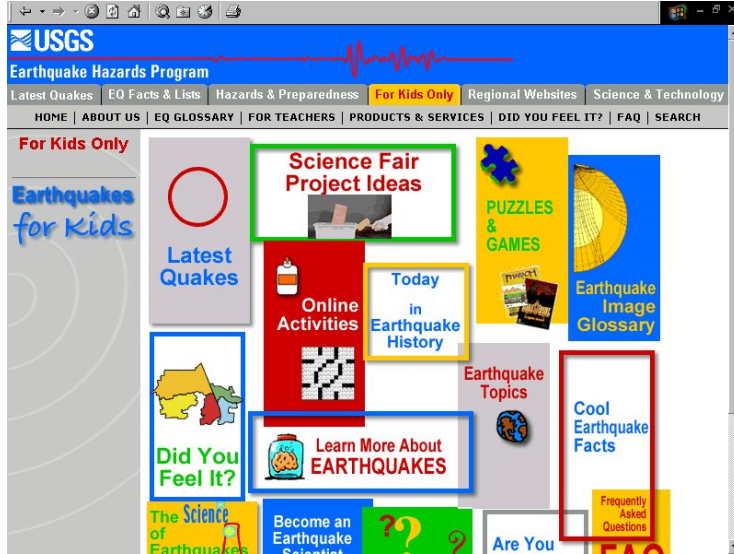 USGS
Earthquake Hazards Program
Latest Quakes EQ Facts & Lists Hazards & Preparedness For Kids Only Regional Websites Science & Technology
HOME | ABOUT US | EQ GLOSSARY | FOR TEACHERS | PRODUCTS & SERVICES | DID YOU FEEL IT? | FAQ | SEARCH
For Kids Only
Earthquakes
for Kids
Latest
Quakes
Science Fair
Project Ideas
PUZZLES
&
GAMES
PHARAOH
Earthquake
Image
Glossary
Online
Activities
Today
in
Earthquake
History
Did You
Feel It?
Learn More About
EARTHQUAKES
Earthquake
Topics
Cool
Earthquake
Facts
The Science
of
Earthquakes
Become an
Earthquake
Scientist
? ? ?
Are You
Frequently
Asked
Questions
FAQ